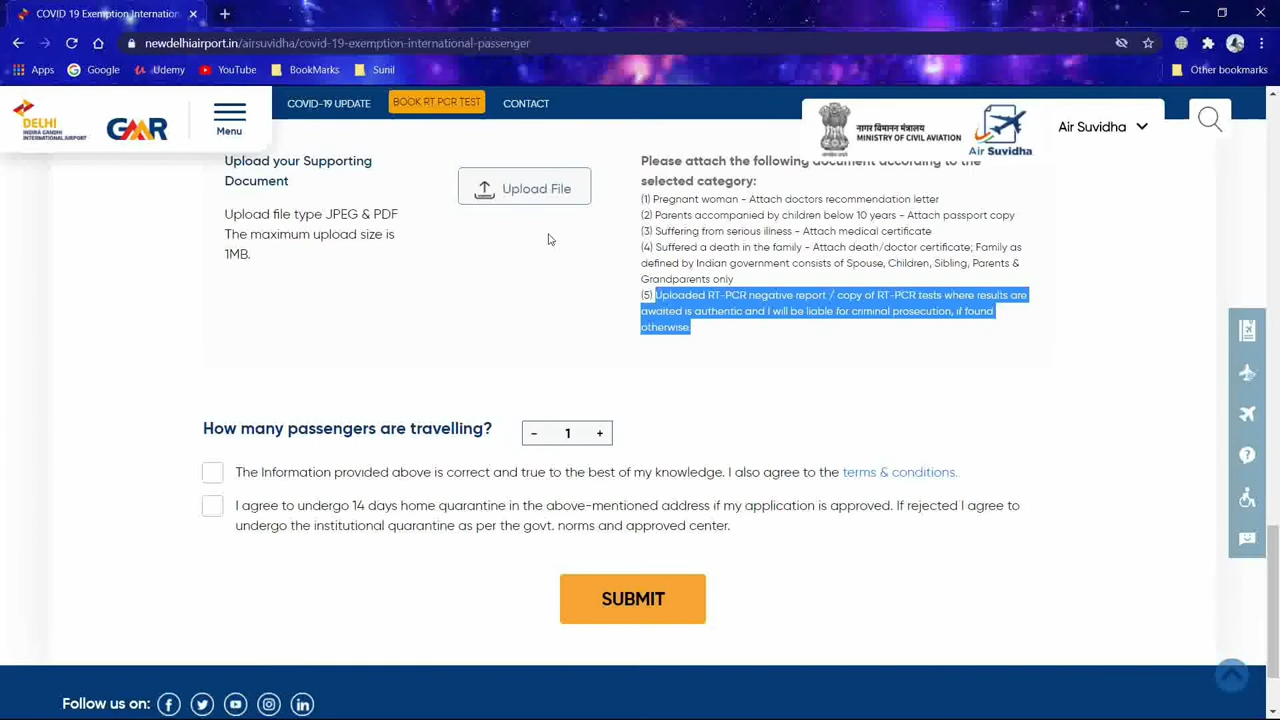 COVID 19 Exemption Internation
newdelhiairport.in/airsuvidha/covid-19-exemption-international-passenger
Apps Google Udemy YouTube BookMarks Sunil Other bookmarks
COVID-19 UPDATE BOOK RT PCR TEST CONTACT
DELHI
INDIRA GANDHI
INTERNATIONAL AIRPORT
GMR
Menu
नागर विमानन मंत्रालय
MINISTRY OF CIVIL AVIATION
Air Suvidha
Air Suvidha
Upload your Supporting
Document
Upload file type JPEG & PDF
The maximum upload size is
1MB.
Upload File
Please attach the following document according to the
selected category:
(1) Pregnant woman - Attach doctors recommendation letter
(2) Parents accompanied by children below 10 years - Attach passport copy
(3) Suffering from serious illness - Attach medical certificate
(4) Suffered a death in the family - Attach death/doctor certificate; Family as
defined by Indian government consists of Spouse, Children, Sibling, Parents &
Grandparents only
(5) Uploaded RT-PCR negative report / copy of RT-PCR tests where results are
awaited is authentic and I will be liable for criminal prosecution, if found
otherwise.
How many passengers are travelling? - 1 +
The Information provided above is correct and true to the best of my knowledge. I also agree to the terms & conditions.
I agree to undergo 14 days home quarantine in the above-mentioned address if my application is approved. If rejected I agree to
undergo the institutional quarantine as per the govt. norms and approved center.
SUBMIT
Follow us on: